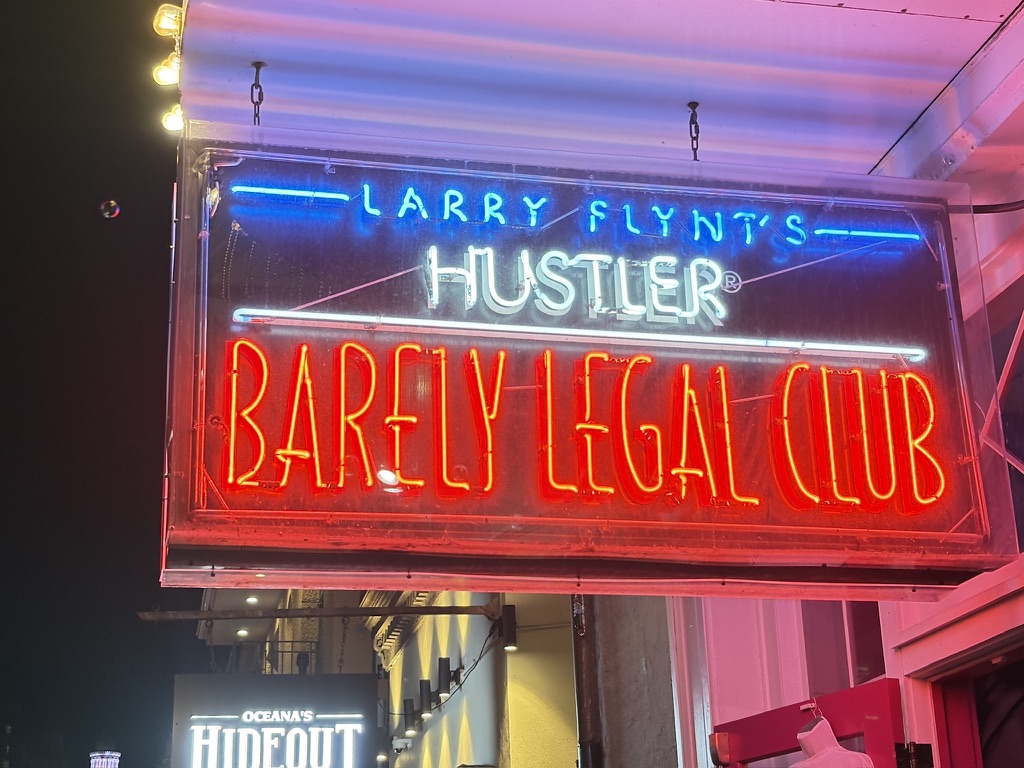 LARRY FLYNT'S
HUSTLER®
BARELY LEGAL CLUB
OCEANA'S
HIDEOUT